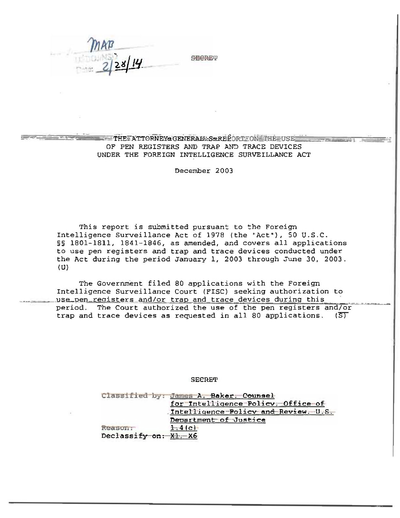 MAP
2/28/14
SECRET
THE ATTORNEY GENERAL'S REPORT ON THE USE
OF PEN REGISTERS AND TRAP AND TRACE DEVICES
UNDER THE FOREIGN INTELLIGENCE SURVEILLANCE ACT
December 2003
This report is submitted pursuant to the Foreign
Intelligence Surveillance Act of 1978 (the "Act"), 50 U.S.C.
§§ 1801-1811, 1841-1846, as amended, and covers all applications
to use pen registers and trap and trace devices conducted under
the Act during the period January 1, 2003 through June 30, 2003.
(U)
The Government filed 80 applications with the Foreign
Intelligence Surveillance Court (FISC) seeking authorization to
use pen registers and/or trap and trace devices during this
period. The Court authorized the use of the pen registers and/or
trap and trace devices as requested in all 80 applications. (S)
SECRET
Classified by: James A. Baker, Counsel
for Intelligence Policy, Office of
Intelligence Policy and Review, U.S.
Department of Justice
Reason: 1.4(c)
Declassify on: X1, X6